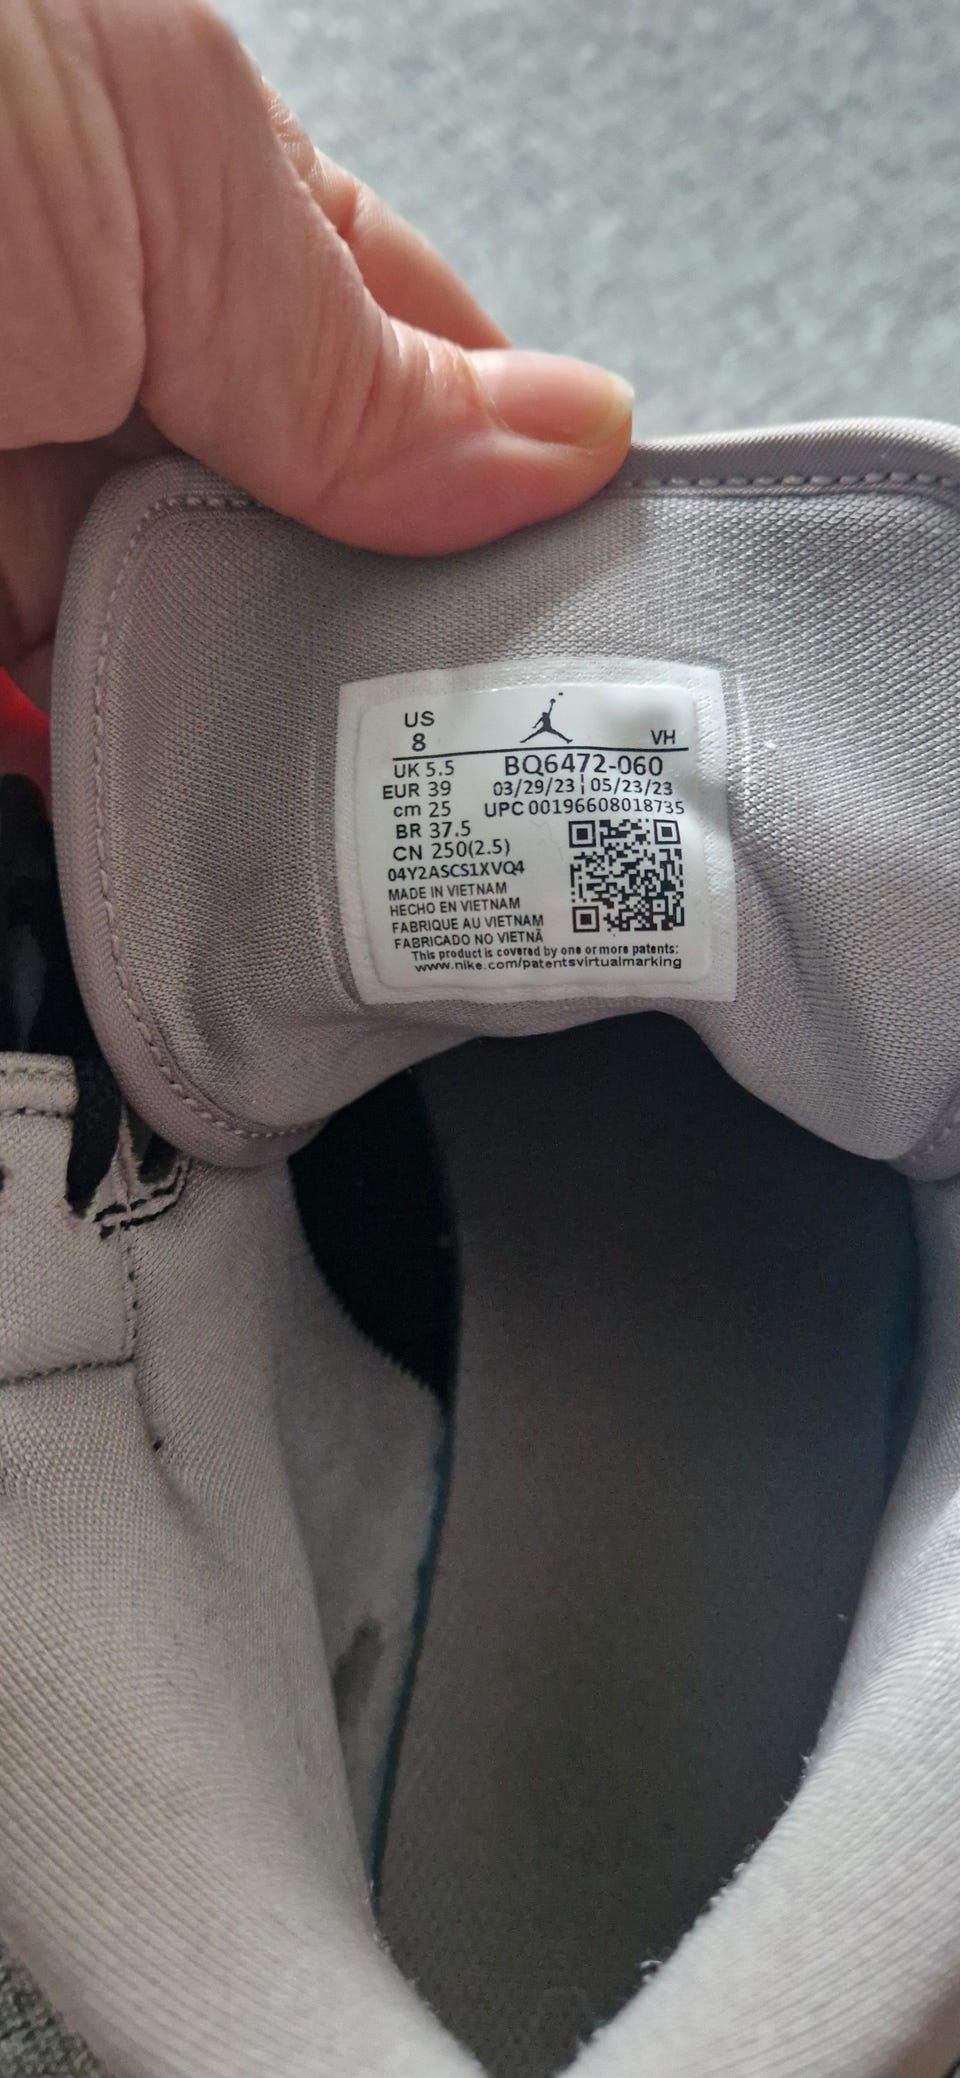 US
8
VH
UK 5.5 BQ6472-060
EUR 39 03/29/23 ¦ 05/23/23
cm 25 UPC 00196608018735
BR 37.5
CN 250(2.5)
04Y2ASCS1XVQ4
MADE IN VIETNAM
HECHO EN VIETNAM
FABRIQUE AU VIETNAM
FABRICADO NO VIETNÃ
This product is covered by one or more patents:
www.nike.com/patentsvirtualmarking